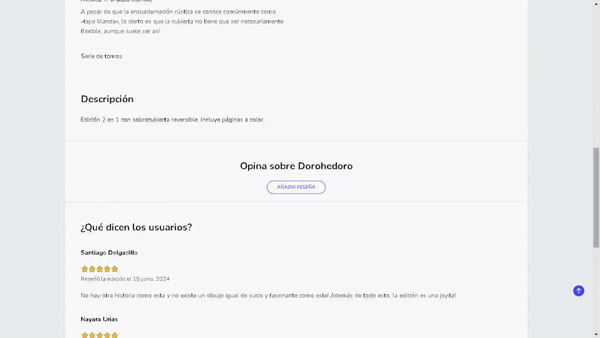 A pesar de que la encuadernación rústica se conoce comúnmente como
«tapa blanda», lo cierto es que la cubierta no tiene que ser necesariamente
flexible, aunque suele ser así.
Serie de tomos
Descripción
Edición 2 en 1 con sobrecubierta reversible. Incluye páginas a color.
Opina sobre Dorohedoro
AÑADIR RESEÑA
¿Qué dicen los usuarios?
Santiago Delgadillo
Reseñó la edición el 15 junio, 2024
No hay otra historia como esta y no existe un dibujo igual de sucio y fascinante como este! Además de todo esto, la edición es una joyita!
Nayara Urías